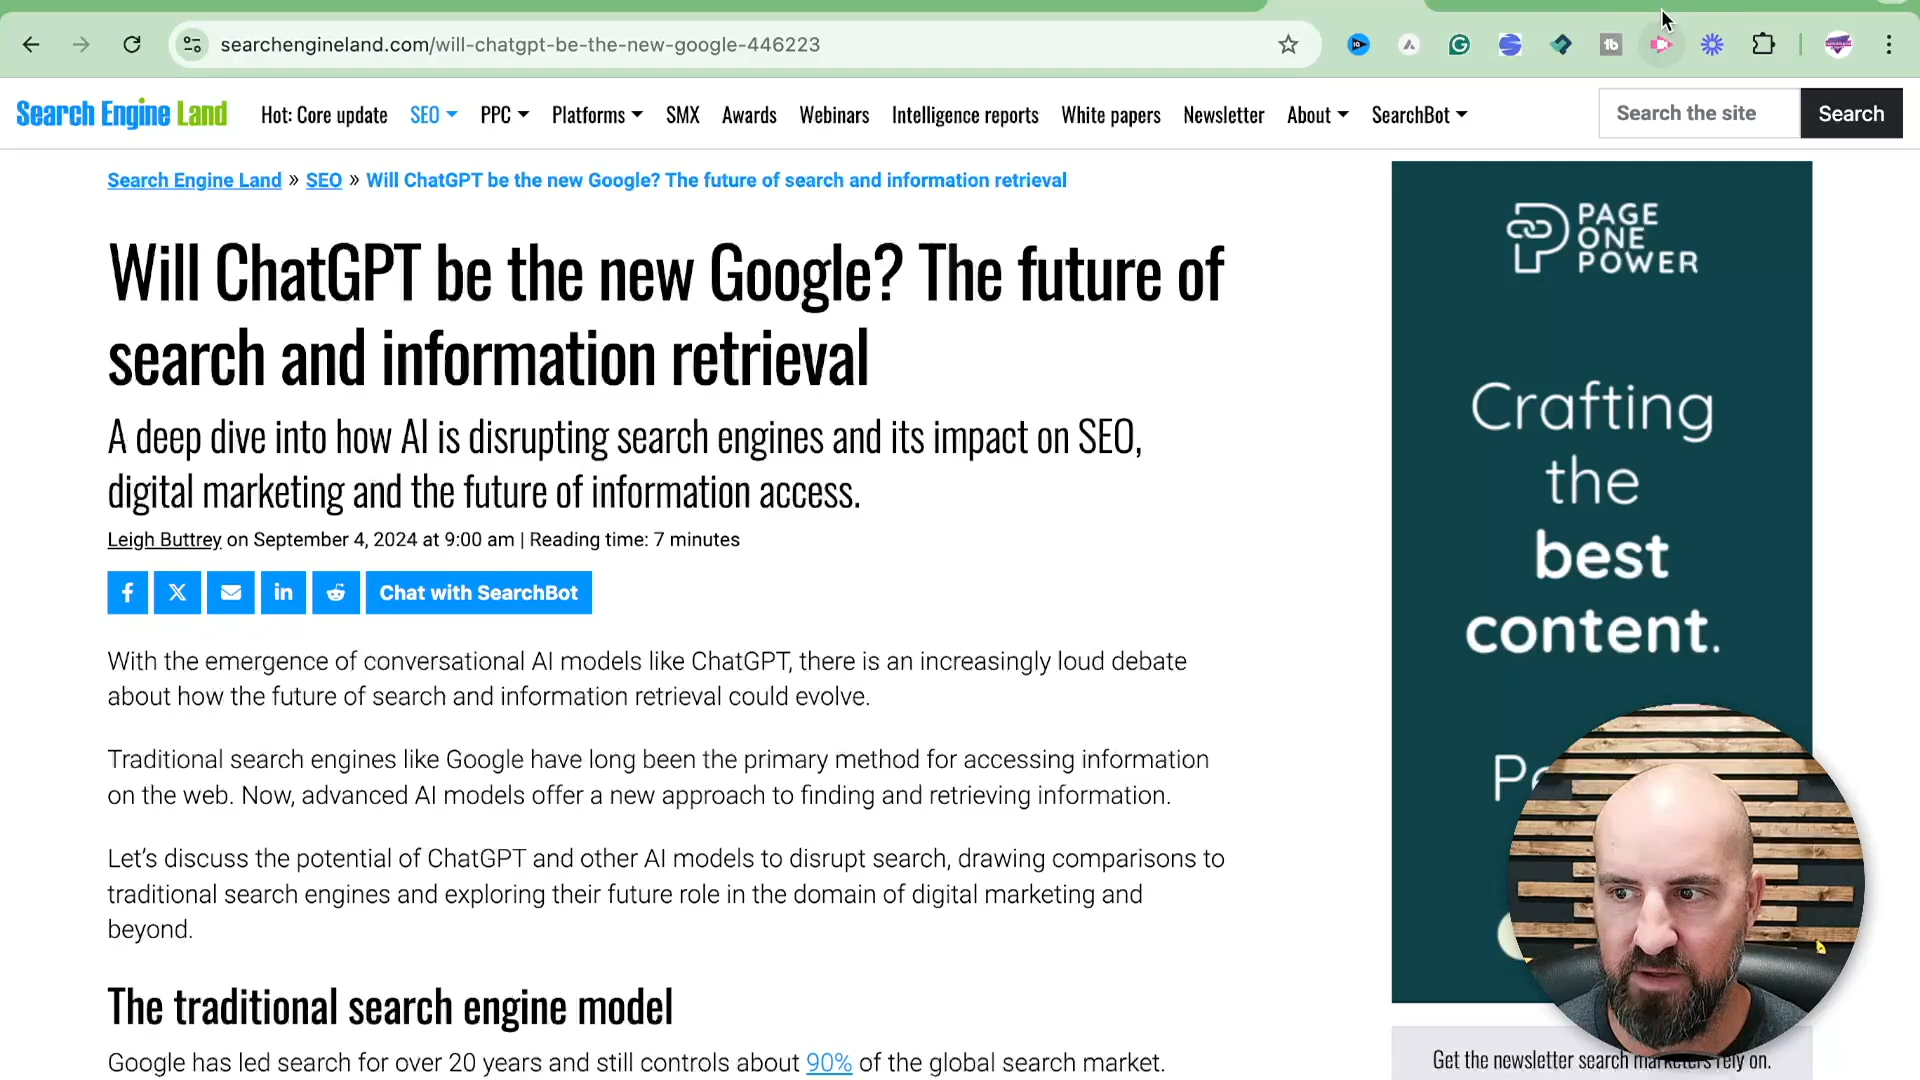 searchengineland.com/will-chatgpt-be-the-new-google-446223
Search Engine Land
Hot: Core update
SEO
PPC
Platforms
SMX
Awards
Webinars
Intelligence reports
White papers
Newsletter
About
SearchBot
Search the site
Search
Search Engine Land » SEO » Will ChatGPT be the new Google? The future of search and information retrieval
Will ChatGPT be the new Google? The future of
search and information retrieval
A deep dive into how AI is disrupting search engines and its impact on SEO,
digital marketing and the future of information access.
Leigh Buttrey on September 4, 2024 at 9:00 am | Reading time: 7 minutes
Chat with SearchBot
With the emergence of conversational AI models like ChatGPT, there is an increasingly loud debate
about how the future of search and information retrieval could evolve.
Traditional search engines like Google have long been the primary method for accessing information
on the web. Now, advanced AI models offer a new approach to finding and retrieving information.
Let's discuss the potential of ChatGPT and other AI models to disrupt search, drawing comparisons to
traditional search engines and exploring their future role in the domain of digital marketing and
beyond.
The traditional search engine model
Google has led search for over 20 years and still controls about 90% of the global search market.
PAGE
ONE
POWER
Crafting
the
best
content.
Get the newsletter search marketers rely on.